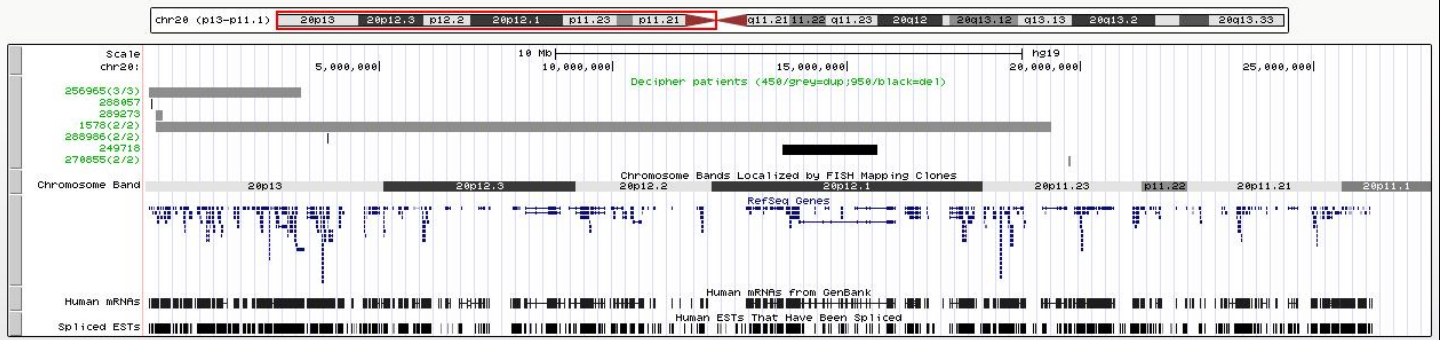 chr20 (p13-p11.1) 20p13 20p12.3 p12.2 20p12.1 p11.23 p11.21 q11.21 11.22 q11.23 20q12 20q13.12 q13.13 20q13.2 20q13.33
Scale 10 Mb hg19
chr20: 5,000,000 10,000,000 15,000,000 20,000,000 25,000,000
Decipher patients (450/grey=dup;950/black=del)
256965(3/3)
288057
289273
1578(2/2)
288986(2/2)
249718
270855(2/2)
Chromosome Bands Localized by FISH Mapping Clones
Chromosome Band 20p13 20p12.3 20p12.2 20p12.1 20p11.23 p11.22 20p11.21 20p11.1
RefSeq Genes
Human mRNAs from GenBank
Human mRNAs
Human ESTs That Have Been Spliced
Spliced ESTs